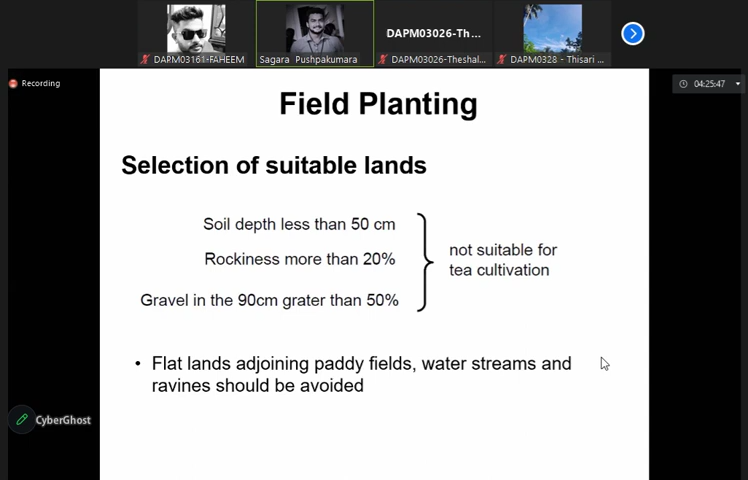 DAPM03026-Th...
DARM03161-FAHEEM
Sagara Pushpakumara
DAPM03026-Theshal...
DAPM0328 - Thisari ...
Recording
04:25:47
Field Planting
Selection of suitable lands
Soil depth less than 50 cm
Rockiness more than 20%
Gravel in the 90cm grater than 50%
not suitable for
tea cultivation
• Flat lands adjoining paddy fields, water streams and
ravines should be avoided
CyberGhost